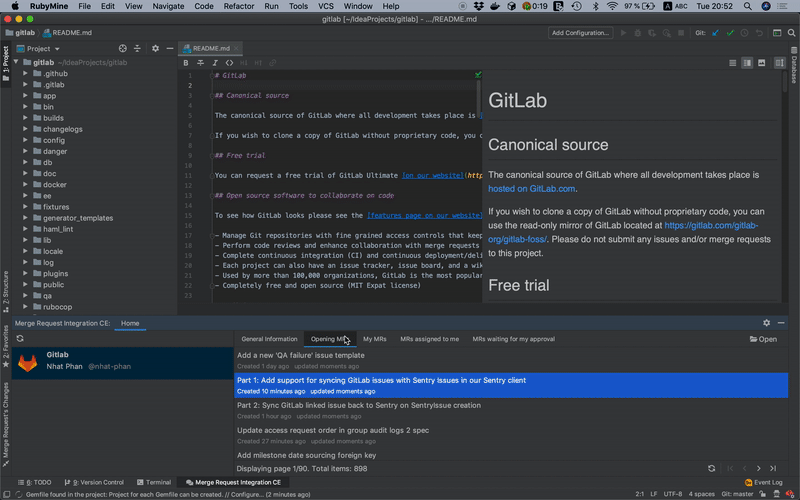 RubyMine File Edit View Navigate Code Refactor Run Tools VCS Window Help 0:19 97 % ABC Tue 20:52
gitlab [~/IdeaProjects/gitlab] - .../README.md
gitlab README.md Add Configuration... Git:
1: Project
Project
README.md
Database
gitlab ~/IdeaProjects/gitlab
.github
.gitlab
app
bin
builds
changelogs
config
danger
db
doc
docker
ee
fixtures
generator_templates
haml_lint
lib
locale
log
plugins
public
qa
rubocop
1 # GitLab
2
3 ## Canonical source
4
5 The canonical source of GitLab where all development takes place is
6
7 If you wish to clone a copy of GitLab without proprietary code, you
8
9 ## Free trial
10
11 You can request a free trial of GitLab Ultimate [on our website](http
12
13 ## Open source software to collaborate on code
14
15 To see how GitLab looks please see the [features page on our website]
16
17 - Manage Git repositories with fine grained access controls that keep
18 - Perform code reviews and enhance collaboration with merge requests
19 - Complete continuous integration (CI) and continuous deployment/deli
20 - Each project can also have an issue tracker, issue board, and a wik
21 - Used by more than 100,000 organizations, GitLab is the most popular
22 - Completely free and open source (MIT Expat license)
23
GitLab
Canonical source
The canonical source of GitLab where all development takes place is
hosted on GitLab.com.
If you wish to clone a copy of GitLab without proprietary code, you can
use the read-only mirror of GitLab located at https://gitlab.com/gitlab-
org/gitlab-foss/. Please do not submit any issues and/or merge requests
to this project.
Free trial
Z: Structure
2: Favorites
Merge Request's Changes
Merge Request Integration CE: Home
Gitlab
Nhat Phan @nhat-phan
General Information Opening MRs My MRs MRs assigned to me MRs waiting for my approval Open
Add a new 'QA failure' issue template
Created 1 day ago updated moments ago
Part 1: Add support for syncing GitLab issues with Sentry issues in our Sentry client
Created 10 minutes ago updated moments ago
Part 2: Sync GitLab linked issue back to Sentry on SentryIssue creation
Created 1 hour ago updated moments ago
Update access request order in group audit logs 2 spec
Created 27 minutes ago updated moments ago
Add milestone date sourcing foreign key
Displaying page 1/90. Total items: 898
6: TODO 9: Version Control Terminal Merge Request Integration CE Event Log
Gemfile found in the project: Project for each Gemfile can be created. // Configure... (2 minutes ago) 2:1 LF UTF-8 4 spaces Git: master